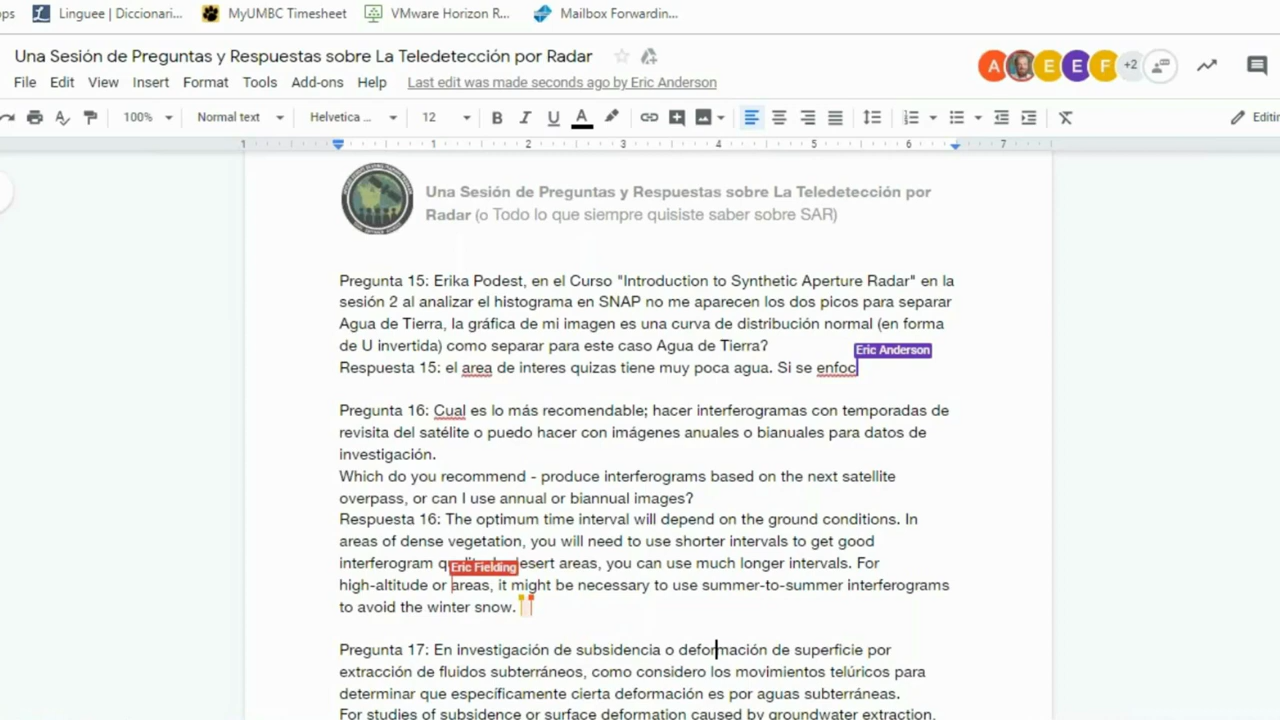 ps Linguee | Diccionari... MyUMBC Timesheet VMware Horizon R... Mailbox Forwardin...
Una Sesión de Preguntas y Respuestas sobre La Teledetección por Radar
A E E F +2
File Edit View Insert Format Tools Add-ons Help Last edit was made seconds ago by Eric Anderson
100% Normal text Helvetica ... 12 B I U A Editin
1 1 2 3 4 5 6 7
Una Sesión de Preguntas y Respuestas sobre La Teledetección por
Radar (o Todo lo que siempre quisiste saber sobre SAR)
Pregunta 15: Erika Podest, en el Curso "Introduction to Synthetic Aperture Radar" en la
sesión 2 al analizar el histograma en SNAP no me aparecen los dos picos para separar
Agua de Tierra, la gráfica de mi imagen es una curva de distribución normal (en forma
de U invertida) como separar para este caso Agua de Tierra?
Eric Anderson
Respuesta 15: el area de interes quizas tiene muy poca agua. Si se enfoc
Pregunta 16: Cual es lo más recomendable; hacer interferogramas con temporadas de
revisita del satélite o puedo hacer con imágenes anuales o bianuales para datos de
investigación.
Which do you recommend - produce interferograms based on the next satellite
overpass, or can I use annual or biannual images?
Respuesta 16: The optimum time interval will depend on the ground conditions. In
areas of dense vegetation, you will need to use shorter intervals to get good
interferogram esert areas, you can use much longer intervals. For
Eric Fielding
high-altitude or areas, it might be necessary to use summer-to-summer interferograms
to avoid the winter snow.
Pregunta 17: En investigación de subsidencia o deformación de superficie por
extracción de fluidos subterráneos, como considero los movimientos telúricos para
determinar que específicamente cierta deformación es por aguas subterráneas.
For studies of subsidence or surface deformation caused by groundwater extraction,